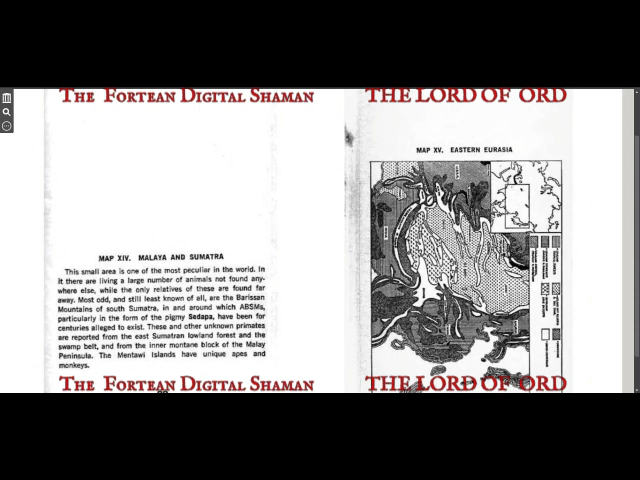 THE FORTEAN DIGITAL SHAMAN
THE LORD OF ORD
MAP XIV. MALAYA AND SUMATRA
This small area is one of the most peculiar in the world. In
it there are living a large number of animals not found any-
where else, while the only relatives of these are found far
away. Most odd, and still least known of all, are the Barissan
Mountains of south Sumatra, in and around which ABSMs,
particularly in the form of the pigmy Sedapa, have been for
centuries alleged to exist. These and other unknown primates
are reported from the east Sumatran lowland forest and the
swamp belt, and from the inner montane block of the Malay
Peninsula. The Mentawi Islands have unique apes and
monkeys.
MAP XV. EASTERN EURASIA
THE FORTEAN DIGITAL SHAMAN
THE LORD OF ORD